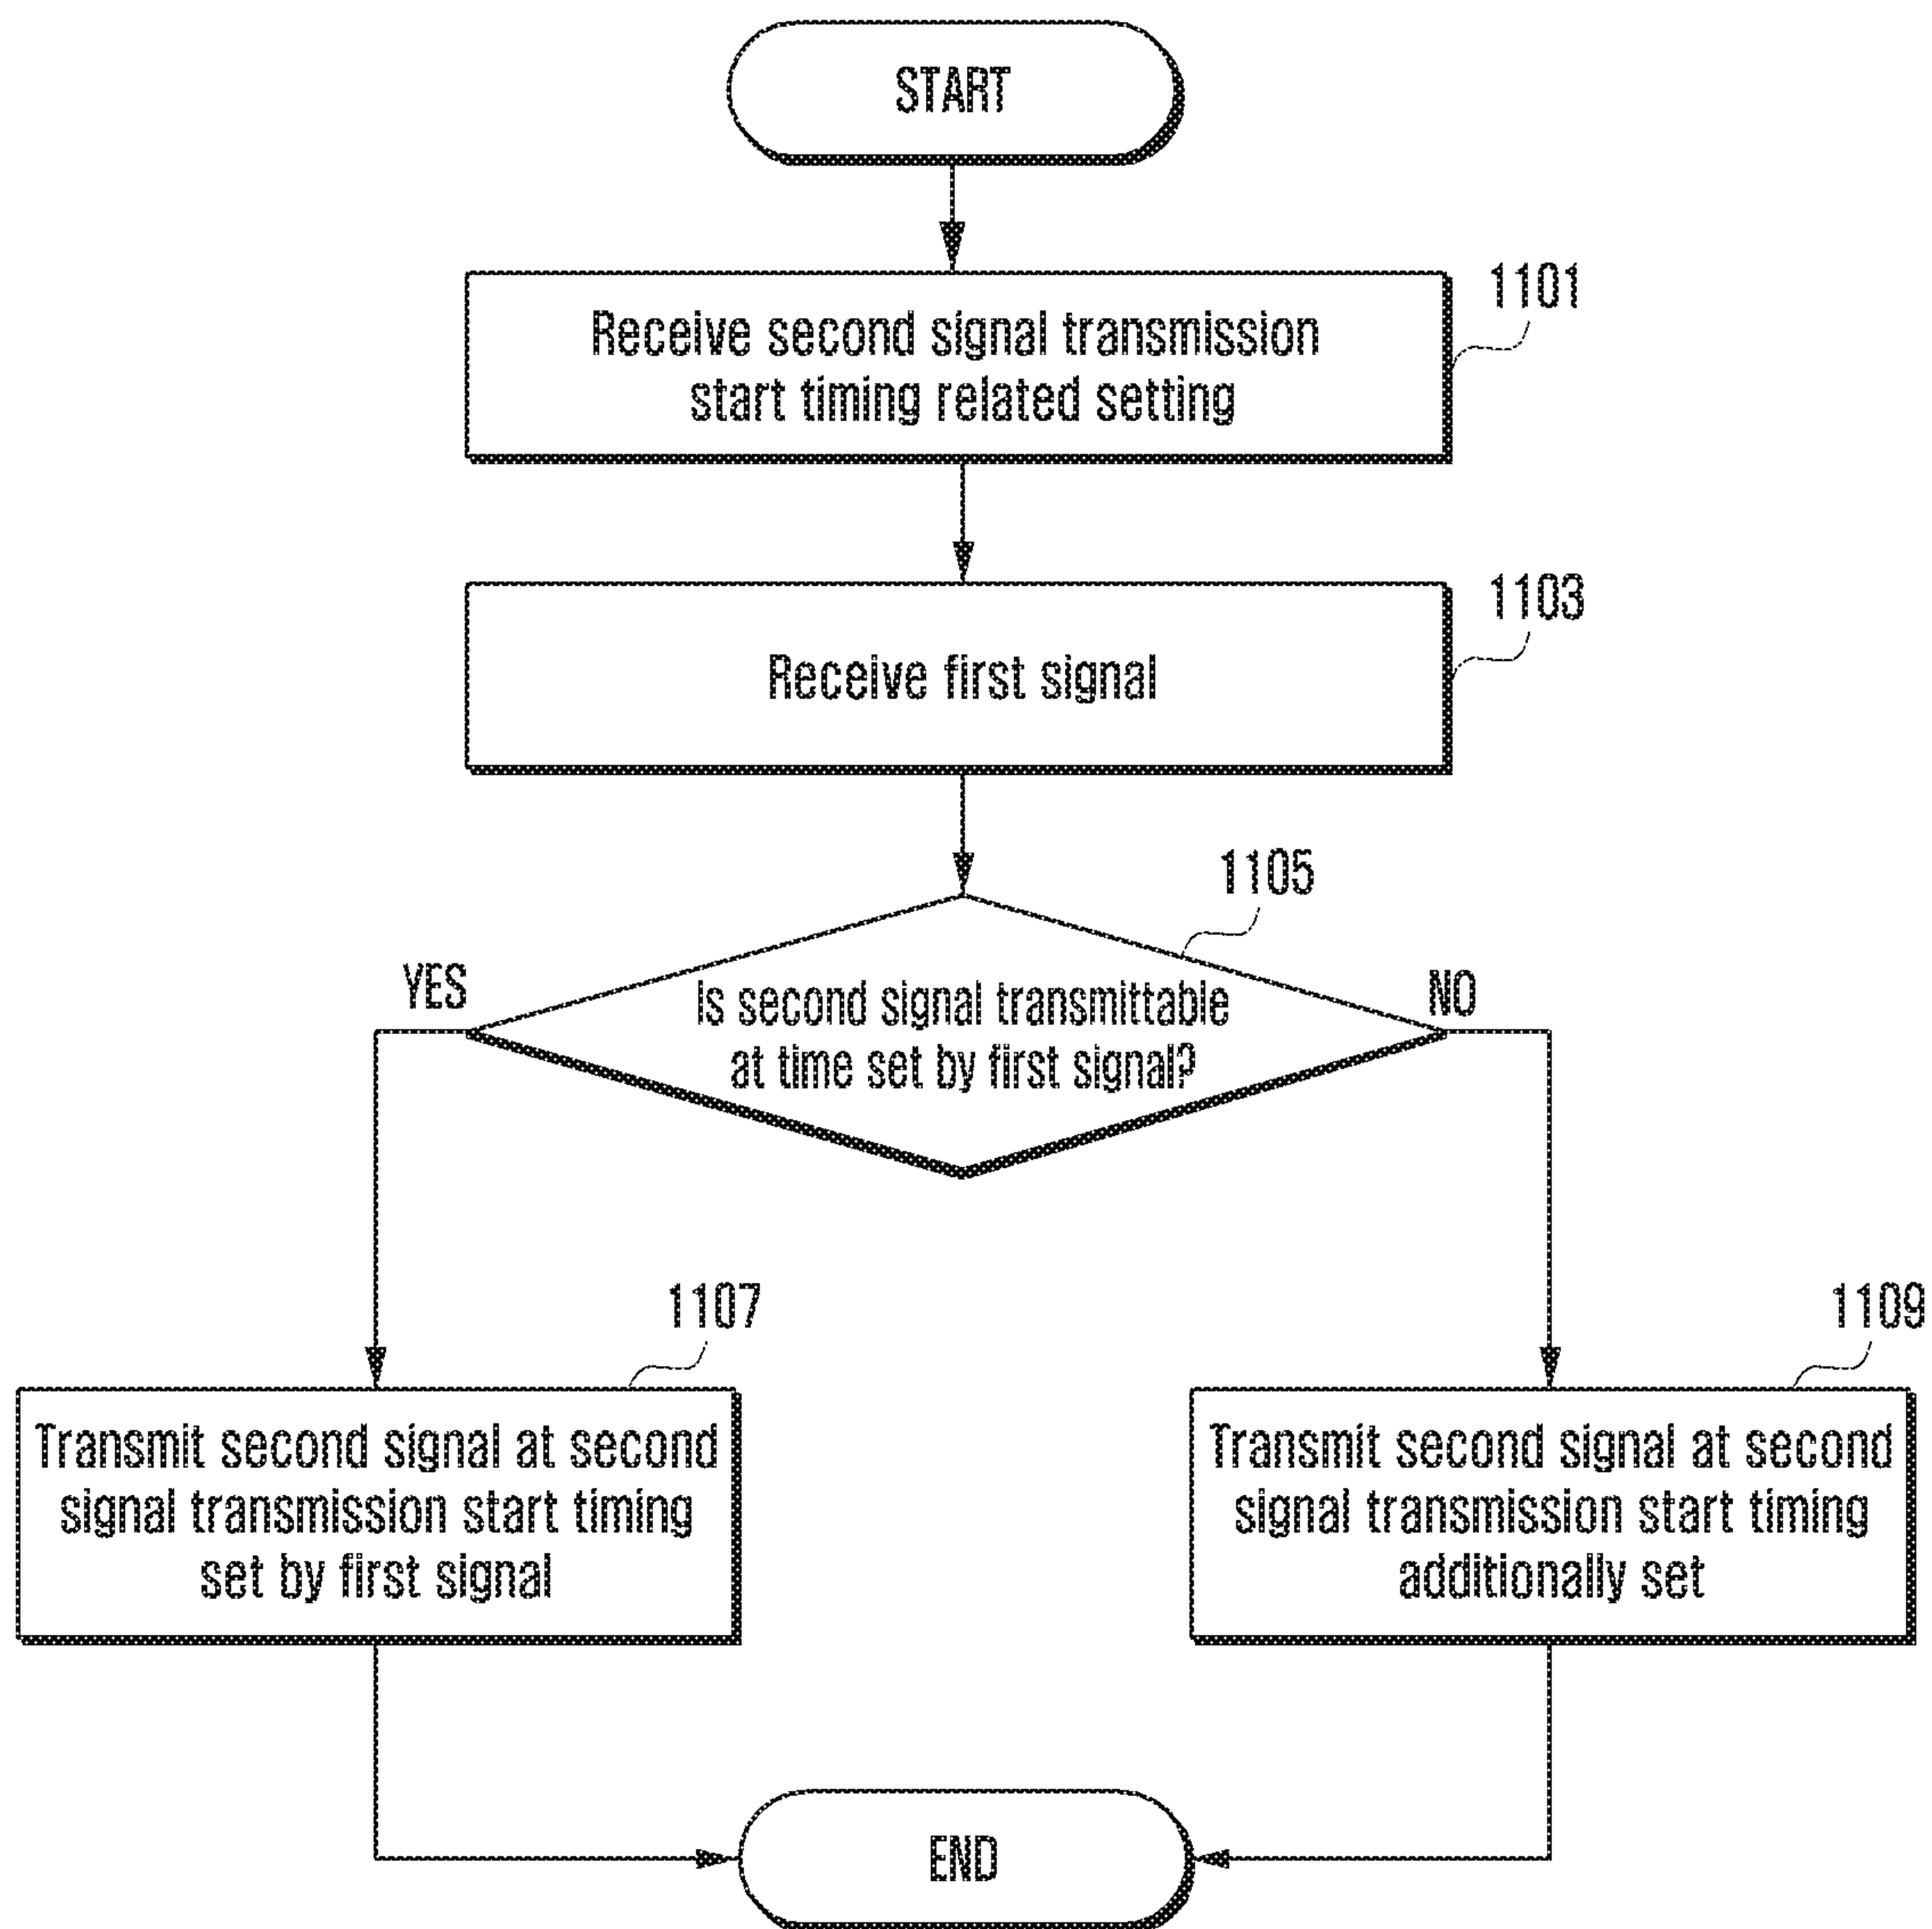 START
1101
Receive second signal transmission
start timing related setting
1103
Receive first signal
1105
YES
NO
Is second signal transmittable
at time set by first signal?
1107
1109
Transmit second signal at second
signal transmission start timing
set by first signal
Transmit second signal at second
signal transmission start timing
additionally set
END